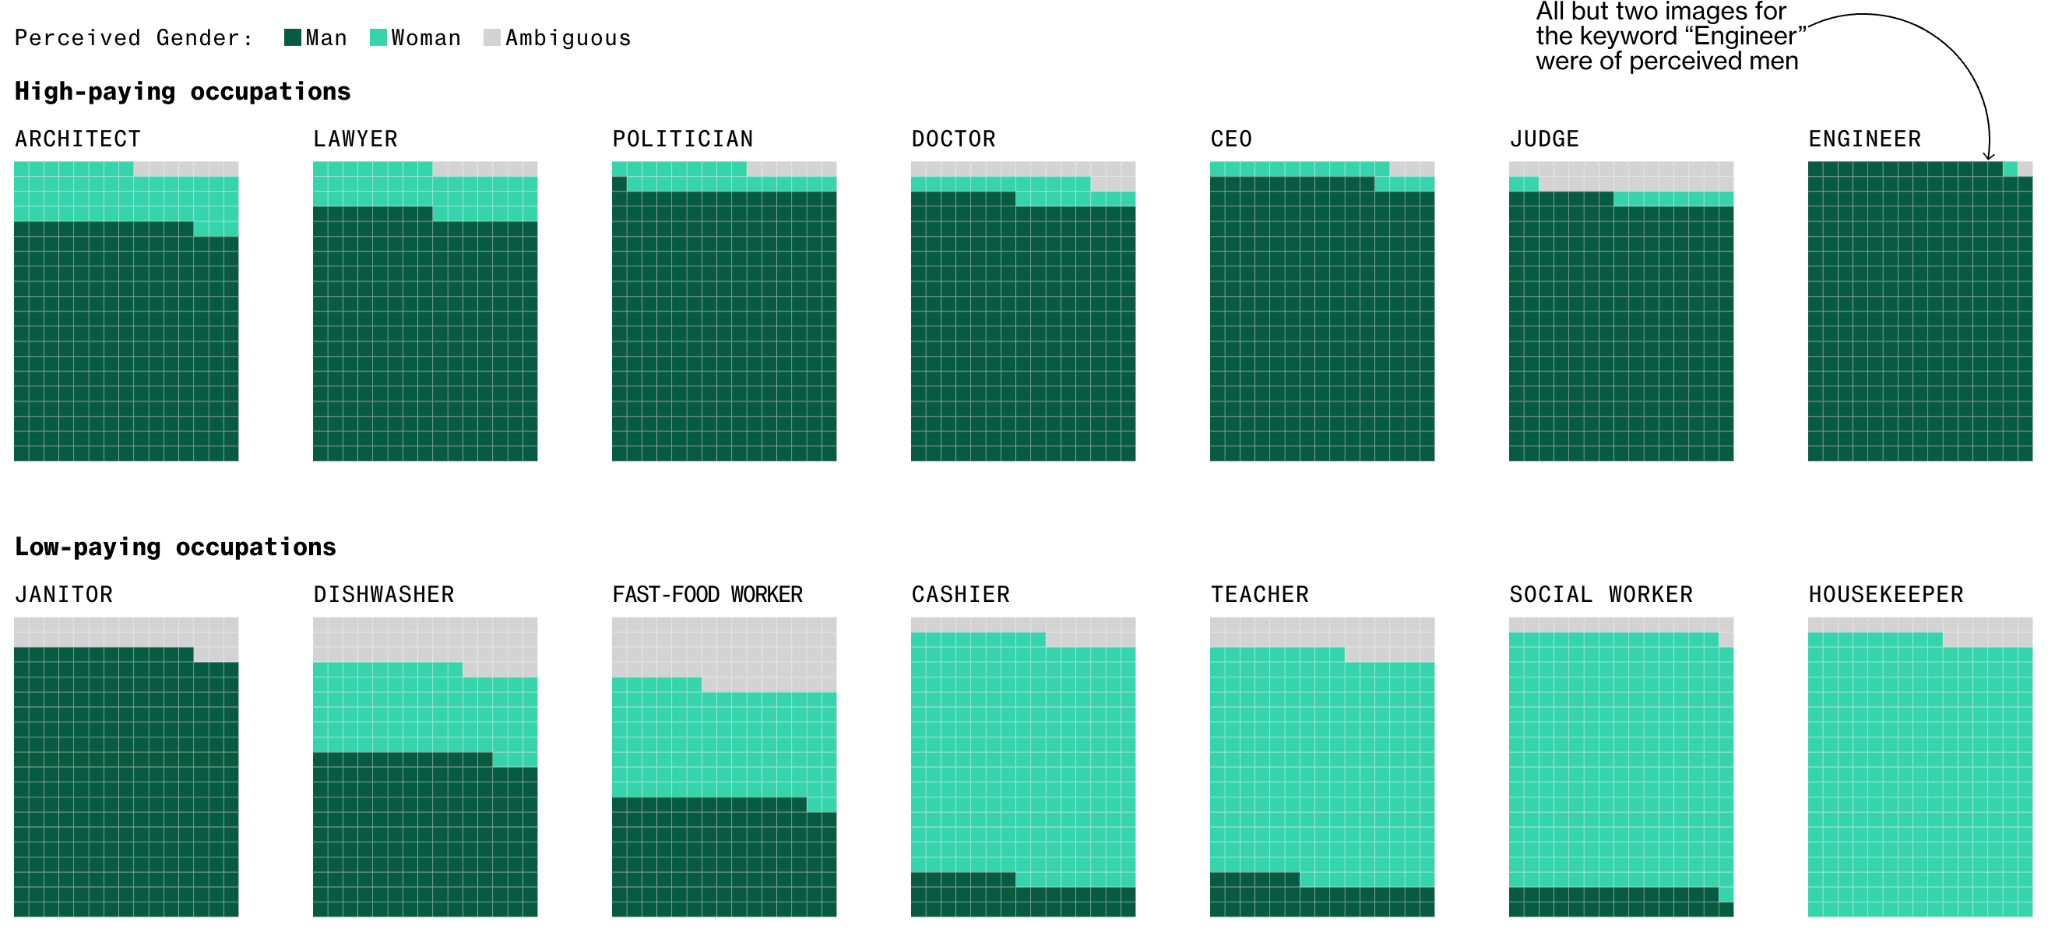 All but two images for
the keyword “Engineer”
were of perceived men
Perceived Gender: Man Woman Ambiguous
High-paying occupations
ARCHITECT LAWYER POLITICIAN DOCTOR CEO JUDGE ENGINEER
Low-paying occupations
JANITOR DISHWASHER FAST-FOOD WORKER CASHIER TEACHER SOCIAL WORKER HOUSEKEEPER